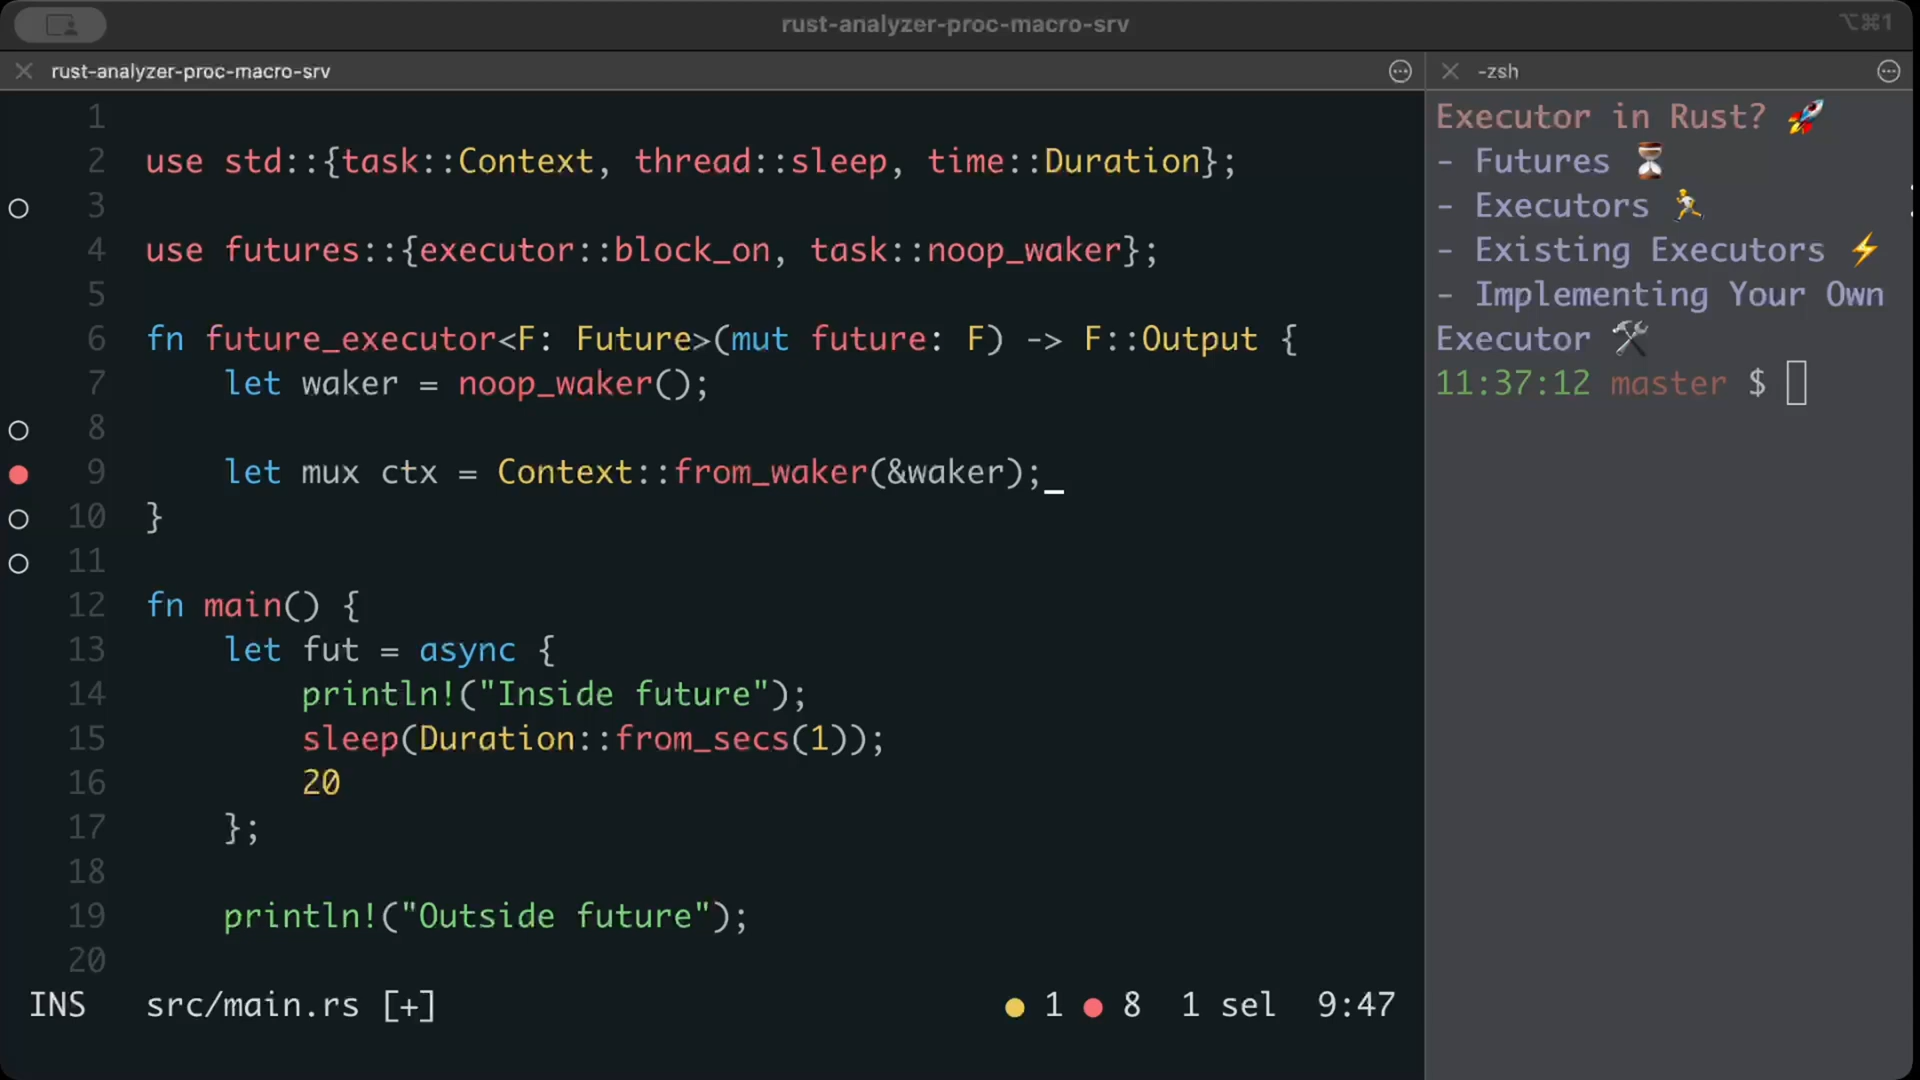 rust-analyzer-proc-macro-srv
⌥⌘1
rust-analyzer-proc-macro-srv
1
2 use std::{task::Context, thread::sleep, time::Duration};
3
4 use futures::{executor::block_on, task::noop_waker};
5
6 fn future_executor<F: Future>(mut future: F) -> F::Output {
7     let waker = noop_waker();
8
9     let mux ctx = Context::from_waker(&waker);_
10 }
11
12 fn main() {
13     let fut = async {
14         println!("Inside future");
15         sleep(Duration::from_secs(1));
16         20
17     };
18
19     println!("Outside future");
20
INS src/main.rs [+] 1 8 1 sel 9:47
-zsh
Executor in Rust? 🚀
- Futures ⏳
- Executors 🏃
- Existing Executors ⚡
- Implementing Your Own
Executor 🛠
11:37:12 master $